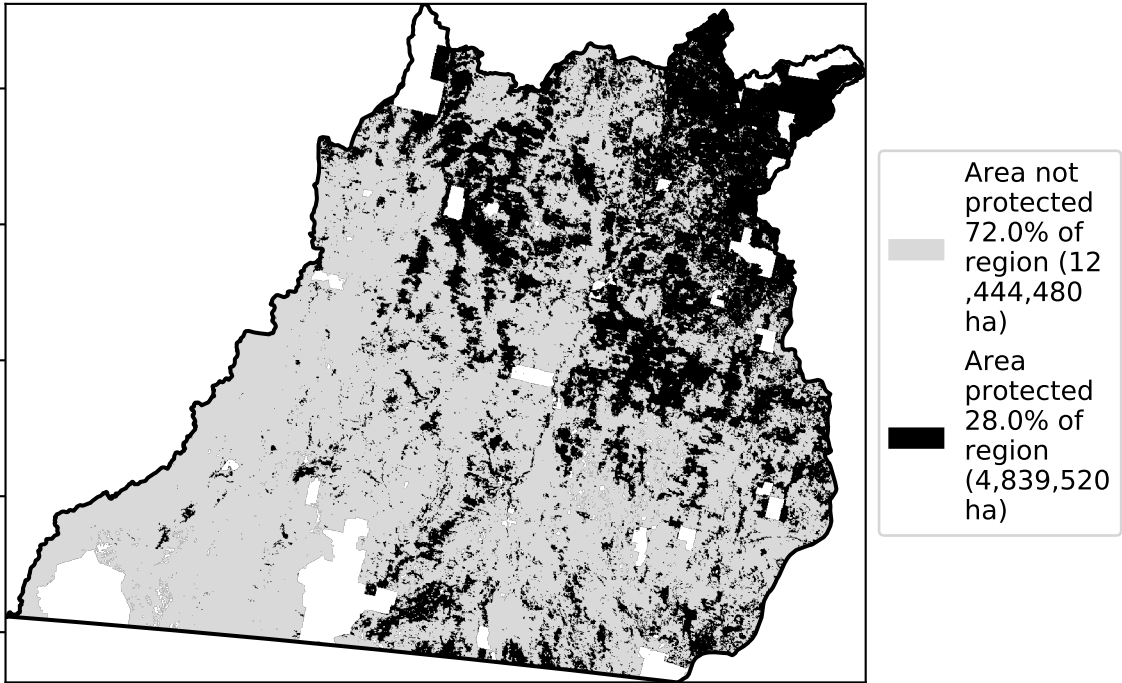 Area not
protected
72.0% of
region (12
,444,480
ha)
Area
protected
28.0% of
region
(4,839,520
ha)